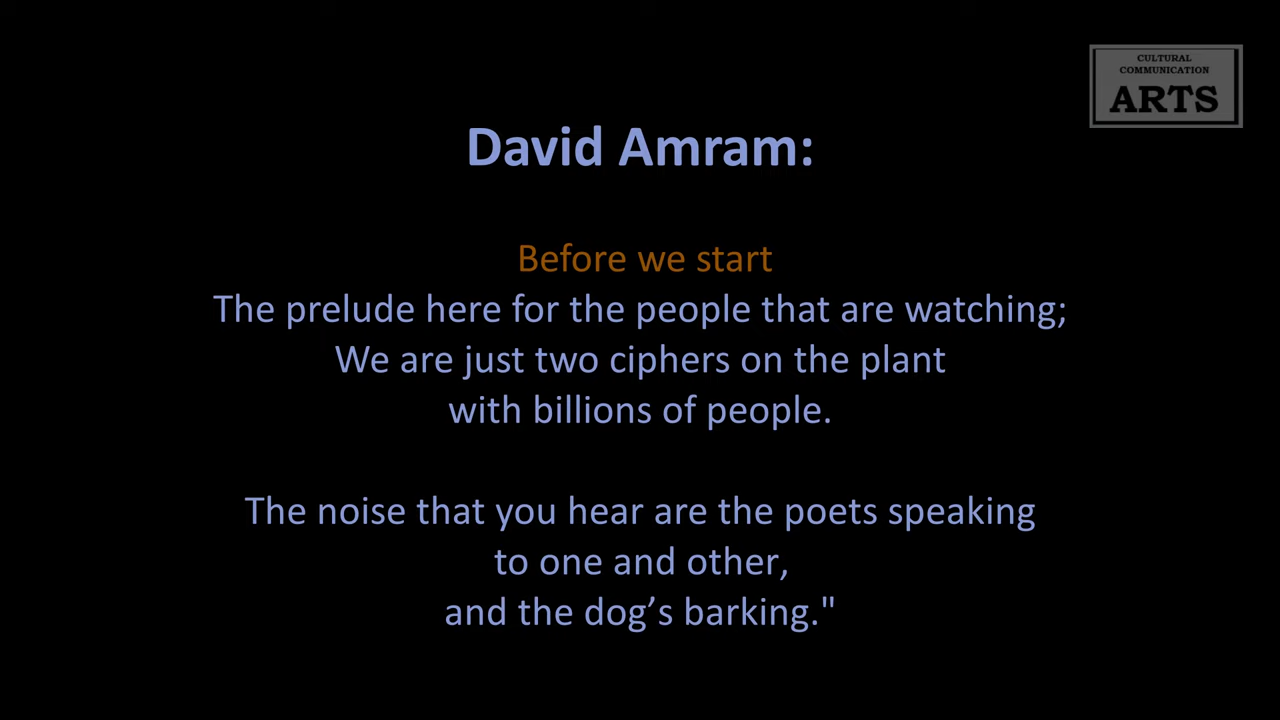 CULTURAL
COMMUNICATION
ARTS
David Amram:
Before we start
The prelude here for the people that are watching;
We are just two ciphers on the plant
with billions of people.
The noise that you hear are the poets speaking
to one and other,
and the dog’s barking."